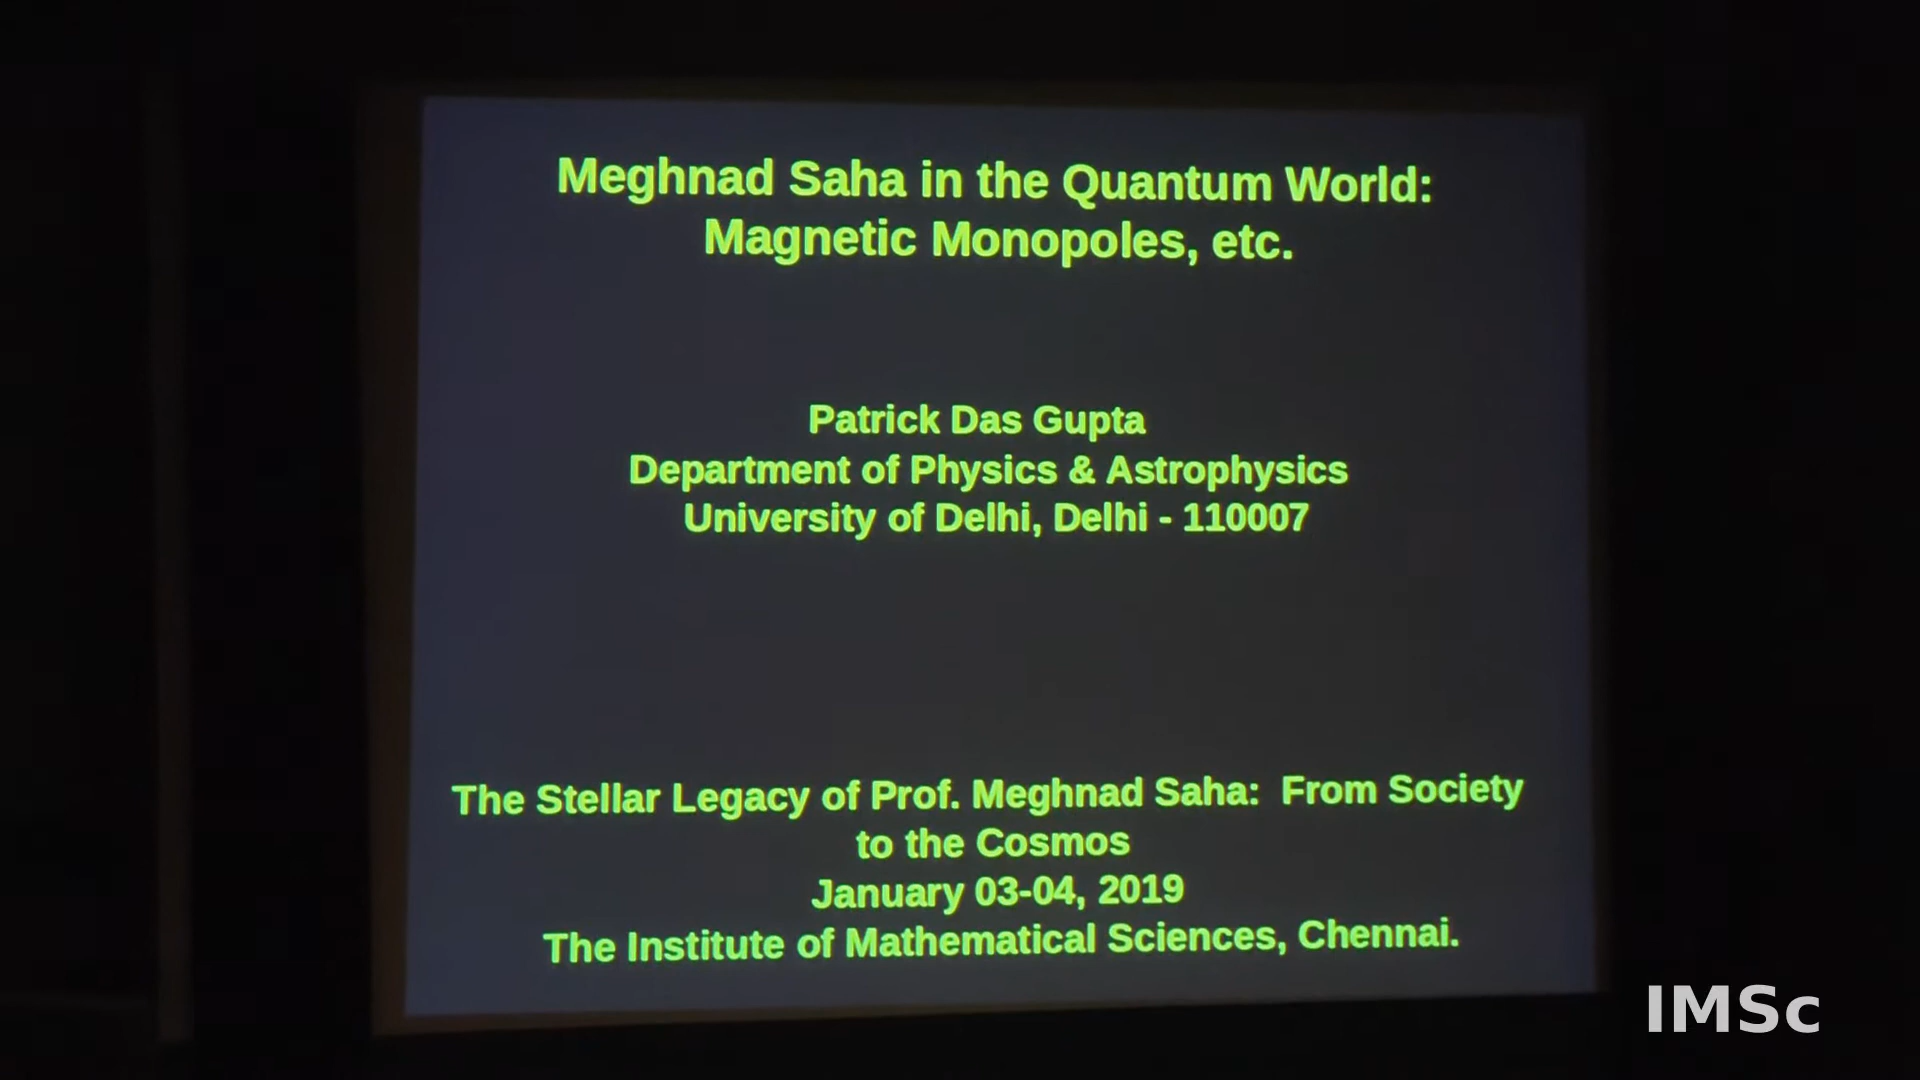 Meghnad Saha in the Quantum World:
Magnetic Monopoles, etc.
Patrick Das Gupta
Department of Physics & Astrophysics
University of Delhi, Delhi - 110007
The Stellar Legacy of Prof. Meghnad Saha: From Society
to the Cosmos
January 03-04, 2019
The Institute of Mathematical Sciences, Chennai.
IMSc